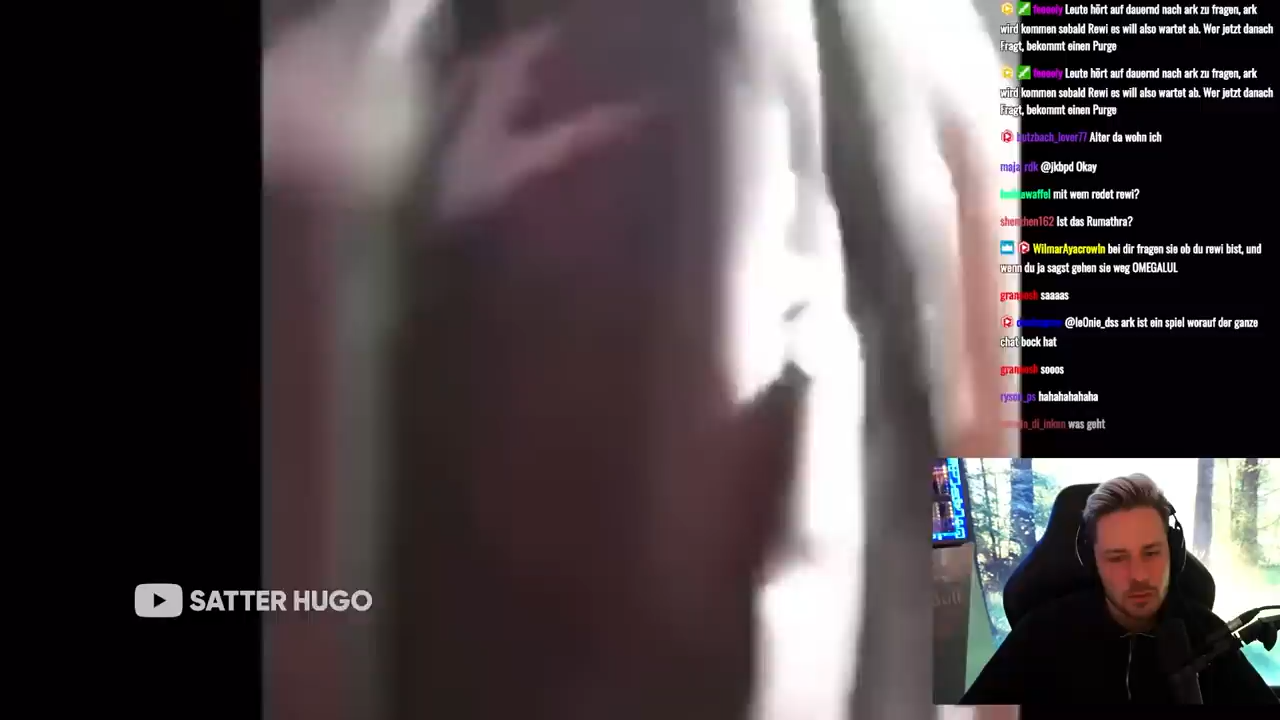 feooely Leute hört auf dauernd nach ark zu fragen, ark
wird kommen sobald Rewi es will also wartet ab. Wer jetzt danach
Fragt, bekommt einen Purge
feooely Leute hört auf dauernd nach ark zu fragen, ark
wird kommen sobald Rewi es will also wartet ab. Wer jetzt danach
Fragt, bekommt einen Purge
butzbach_lover77 Alter da wohn ich
maja_rdk @jkbpd Okay
mit wem redet rewi?
shenzhen162 Ist das Rumathra?
WilmarAyacrowln bei dir fragen sie ob du rewi bist, und
wenn du ja sagst gehen sie weg OMEGALUL
saaaas
@le0nie_dss ark ist ein spiel worauf der ganze
chat bock hat
sooos
hahahahahaha
was geht
SATTER HUGO